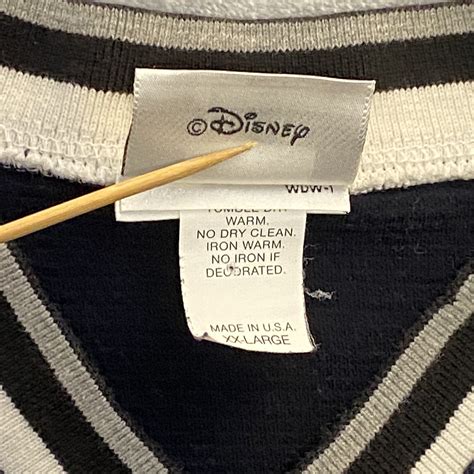 ©Disney
WDW-1
TUMBLE DRY
WARM.
NO DRY CLEAN.
IRON WARM.
NO IRON IF
DECORATED.
MADE IN U.S.A.
XX-LARGE